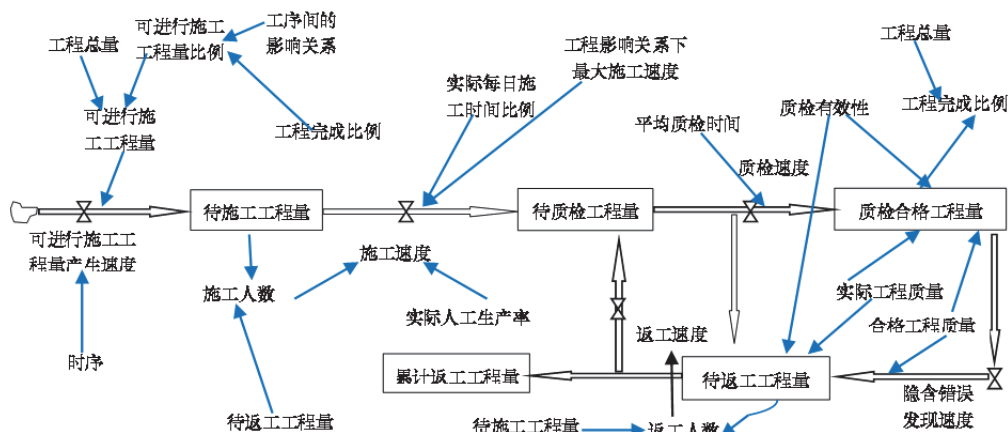 工程总量
可进行施工
工程量比例
工序间的
影响关系
工程影响关系下
最大施工速度
工程总量
实际每日施
工时间比例
可进行施
工工程量
工程完成比例
平均质检时间
质检有效性
工程完成比例
质检速度
待施工工程量
待质检工程量
质检合格工程量
可进行施工工
程量产生速度
施工速度
施工人数
实际人工生产率
实际工程质量
合格工程质量
返工速度
时序
累计返工工程量
待返工工程量
隐含错误
发现速度
待返工工程量
待施工工程量
返工人数